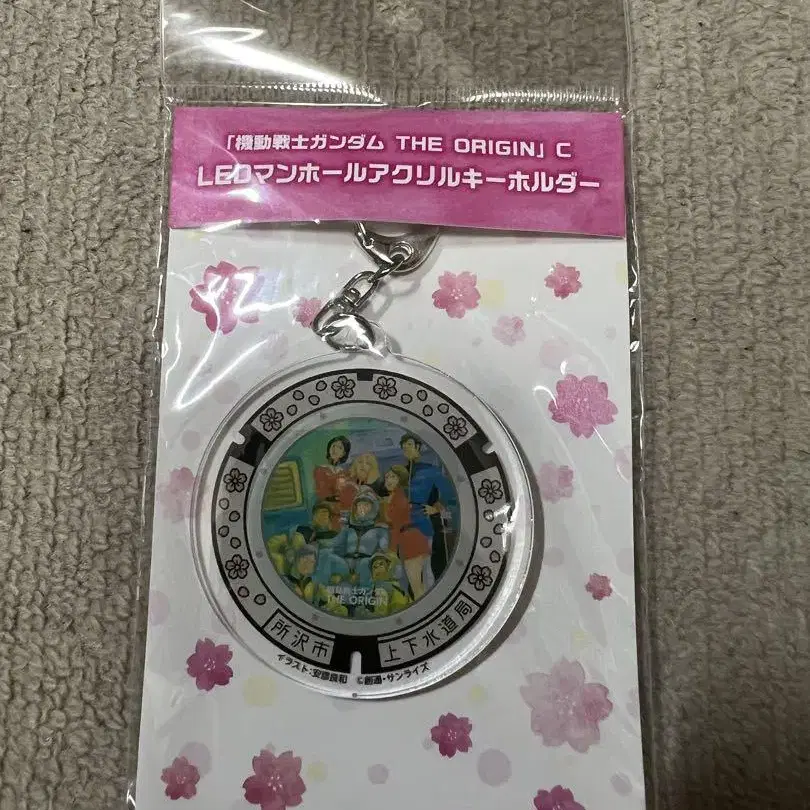 「機動戦士ガンダム THE ORIGIN」C
LEDマンホールアクリルキーホルダー
機動戦士ガンダム
THE ORIGIN
所沢市 上下水道局
イラスト:安彦良和 ©創通・サンライズ